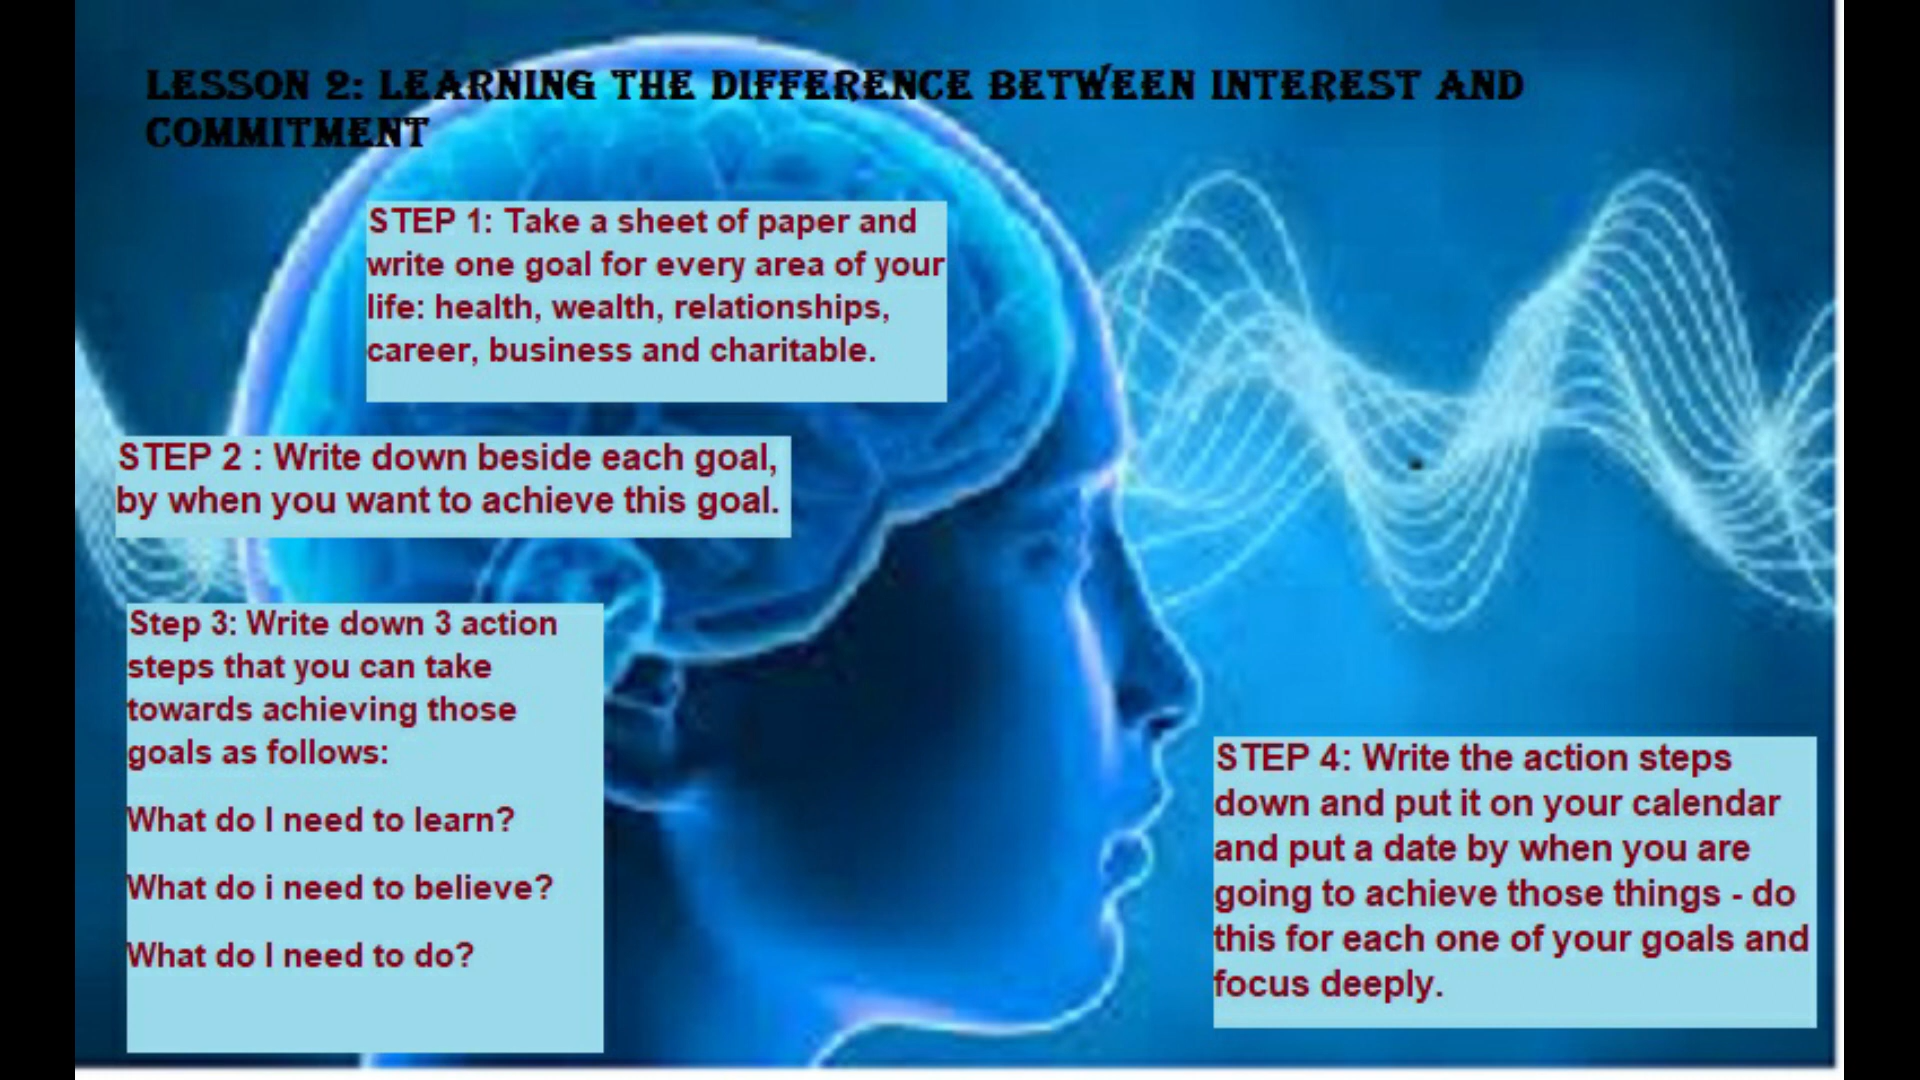 LESSON 2: LEARNING THE DIFFERENCE BETWEEN INTEREST AND
COMMITMENT
STEP 1: Take a sheet of paper and
write one goal for every area of your
life: health, wealth, relationships,
career, business and charitable.
STEP 2 : Write down beside each goal,
by when you want to achieve this goal.
Step 3: Write down 3 action
steps that you can take
towards achieving those
goals as follows:
What do I need to learn?
What do i need to believe?
What do I need to do?
STEP 4: Write the action steps
down and put it on your calendar
and put a date by when you are
going to achieve those things - do
this for each one of your goals and
focus deeply.